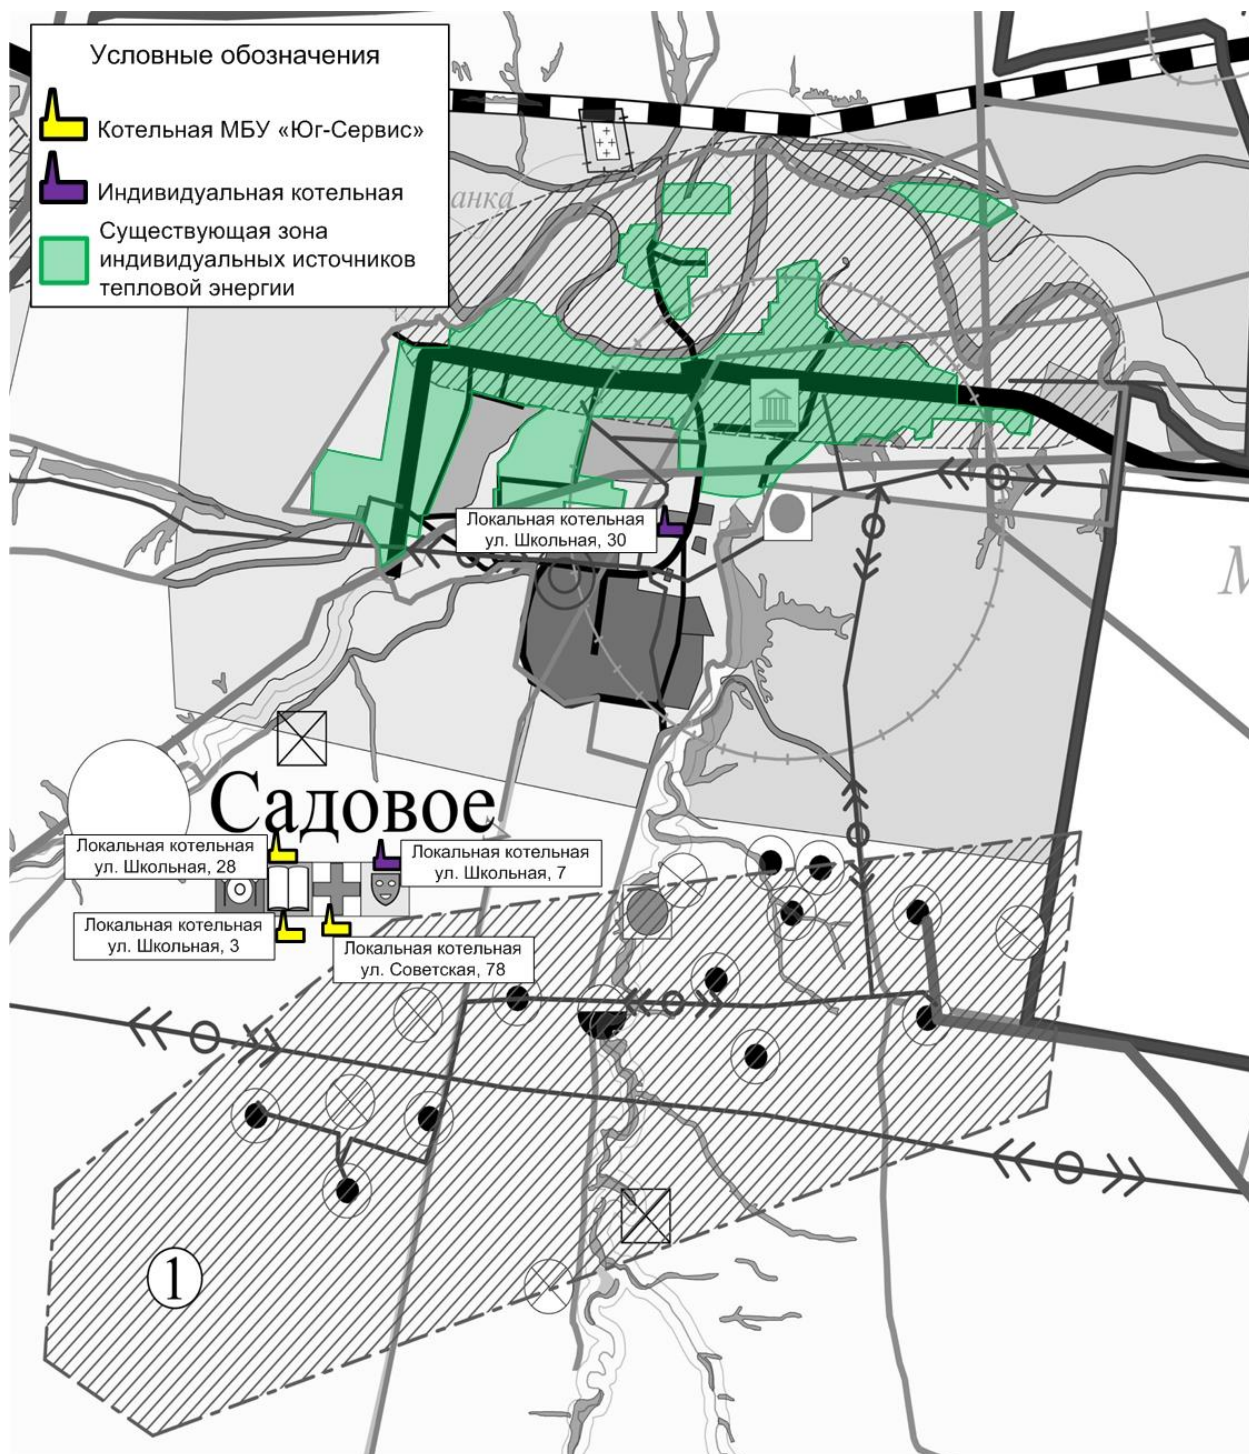 Условные обозначения
Котельная МБУ «Юг-Сервис»
Индивидуальная котельная
Существующая зона
индивидуальных источников
тепловой энергии
анка
Локальная котельная
ул. Школьная, 30
М
Садовое
Локальная котельная
ул. Школьная, 28
Локальная котельная
ул. Школьная, 7
Локальная котельная
ул. Школьная, 3
Локальная котельная
ул. Советская, 78
1